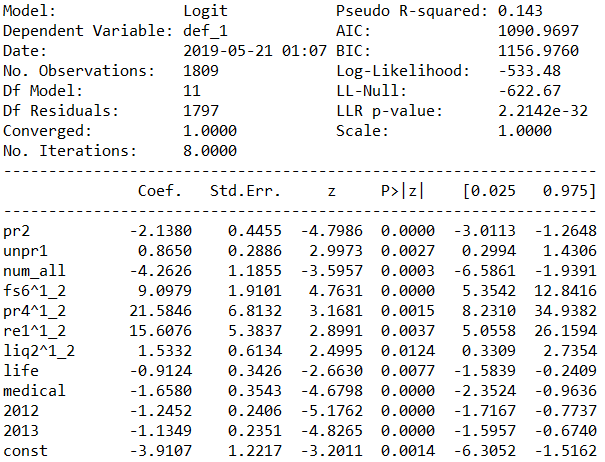 Model: Logit Pseudo R-squared: 0.143
Dependent Variable: def_1 AIC: 1090.9697
Date: 2019-05-21 01:07 BIC: 1156.9760
No. Observations: 1809 Log-Likelihood: -533.48
Df Model: 11 LL-Null: -622.67
Df Residuals: 1797 LLR p-value: 2.2142e-32
Converged: 1.0000 Scale: 1.0000
No. Iterations: 8.0000
Coef. Std.Err. z P>|z| [0.025 0.975]
pr2 -2.1380 0.4455 -4.7986 0.0000 -3.0113 -1.2648
unpr1 0.8650 0.2886 2.9973 0.0027 0.2994 1.4306
num_all -4.2626 1.1855 -3.5957 0.0003 -6.5861 -1.9391
fs6^1_2 9.0979 1.9101 4.7631 0.0000 5.3542 12.8416
pr4^1_2 21.5846 6.8132 3.1681 0.0015 8.2310 34.9382
re1^1_2 15.6076 5.3837 2.8991 0.0037 5.0558 26.1594
liq2^1_2 1.5332 0.6134 2.4995 0.0124 0.3309 2.7354
life -0.9124 0.3426 -2.6630 0.0077 -1.5839 -0.2409
medical -1.6580 0.3543 -4.6798 0.0000 -2.3524 -0.9636
2012 -1.2452 0.2406 -5.1762 0.0000 -1.7167 -0.7737
2013 -1.1349 0.2351 -4.8265 0.0000 -1.5957 -0.6740
const -3.9107 1.2217 -3.2011 0.0014 -6.3052 -1.5162